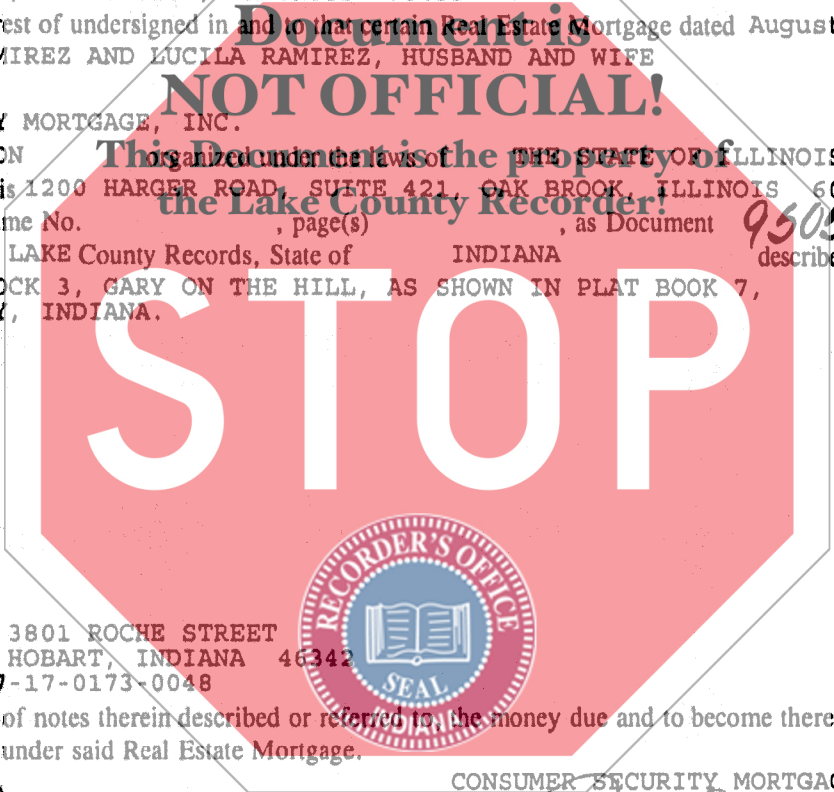 Document is
est of undersigned in and to that certain Real Estate Mortgage dated August
MIREZ AND LUCILA RAMIREZ, HUSBAND AND WIFE
NOT OFFICIAL!
Y MORTGAGE, INC.
This Document is the property of
ON organized under the laws of THE STATE OF ILLINOIS
is 1200 HARGER ROAD, SUITE 421, OAK BROOK, ILLINOIS 60
the Lake County Recorder!
me No. , page(s) , as Document 9505
LAKE County Records, State of INDIANA describe
OCK 3, GARY ON THE HILL, AS SHOWN IN PLAT BOOK 7,
Y, INDIANA.
STOP
RECORDER'S OFFICE
SEAL
INDIANA
3801 ROCHE STREET
HOBART, INDIANA 46342
7-17-0173-0048
of notes therein described or referred to, the money due and to become there
under said Real Estate Mortgage.
CONSUMER SECURITY MORTGAG